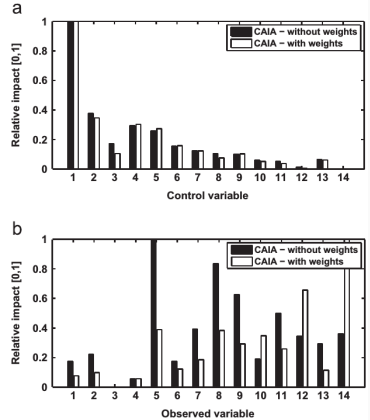 a
1
0.8
0.6
0.4
0.2
0
Relative impact [0,1]
CAIA – without weights
CAIA – with weights
1 2 3 4 5 6 7 8 9 10 11 12 13 14
Control variable
b
1
0.8
0.6
0.4
0.2
0
Relative impact [0,1]
CAIA – without weights
CAIA – with weights
1 2 3 4 5 6 7 8 9 10 11 12 13 14
Observed variable